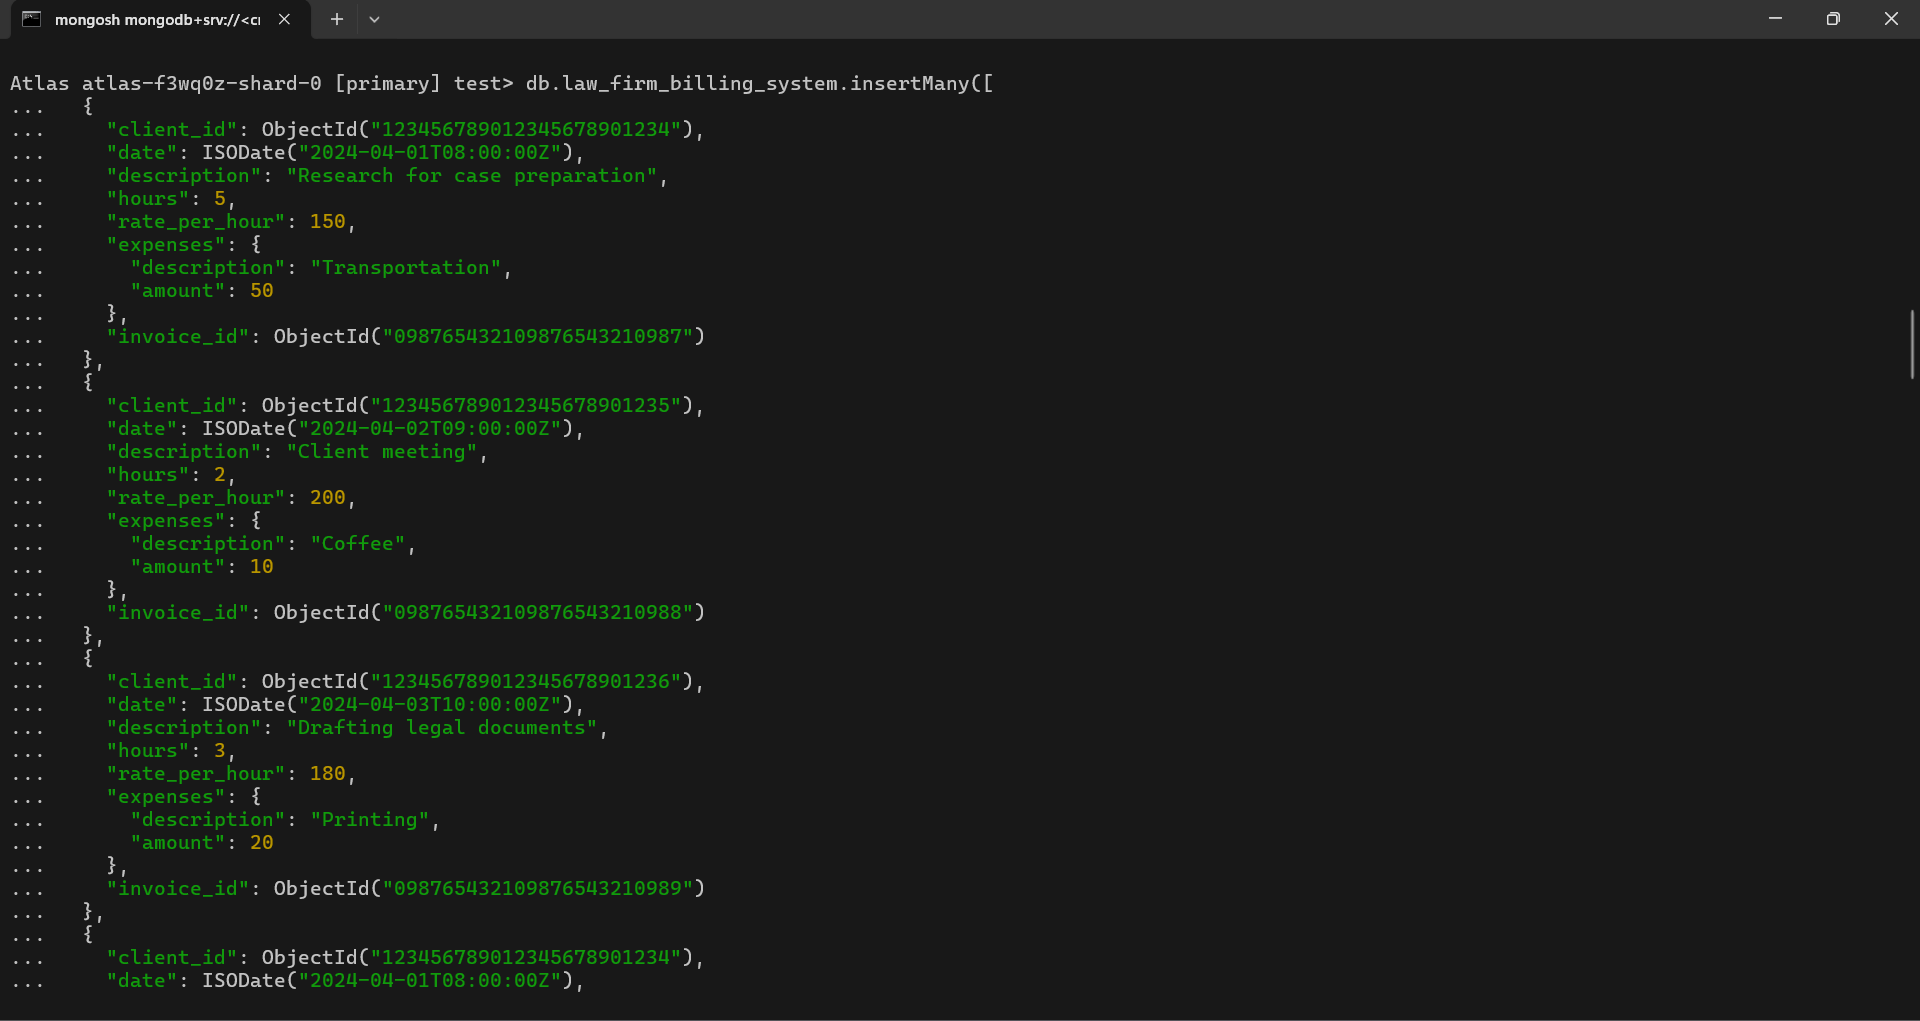 mongosh mongodb+srv://<cr
Atlas atlas-f3wq0z-shard-0 [primary] test> db.law_firm_billing_system.insertMany([
...   {
...     "client_id": ObjectId("123456789012345678901234"),
...     "date": ISODate("2024-04-01T08:00:00Z"),
...     "description": "Research for case preparation",
...     "hours": 5,
...     "rate_per_hour": 150,
...     "expenses": {
...       "description": "Transportation",
...       "amount": 50
...     },
...     "invoice_id": ObjectId("098765432109876543210987")
...   },
...   {
...     "client_id": ObjectId("123456789012345678901235"),
...     "date": ISODate("2024-04-02T09:00:00Z"),
...     "description": "Client meeting",
...     "hours": 2,
...     "rate_per_hour": 200,
...     "expenses": {
...       "description": "Coffee",
...       "amount": 10
...     },
...     "invoice_id": ObjectId("098765432109876543210988")
...   },
...   {
...     "client_id": ObjectId("123456789012345678901236"),
...     "date": ISODate("2024-04-03T10:00:00Z"),
...     "description": "Drafting legal documents",
...     "hours": 3,
...     "rate_per_hour": 180,
...     "expenses": {
...       "description": "Printing",
...       "amount": 20
...     },
...     "invoice_id": ObjectId("098765432109876543210989")
...   },
...   {
...     "client_id": ObjectId("123456789012345678901234"),
...     "date": ISODate("2024-04-01T08:00:00Z"),